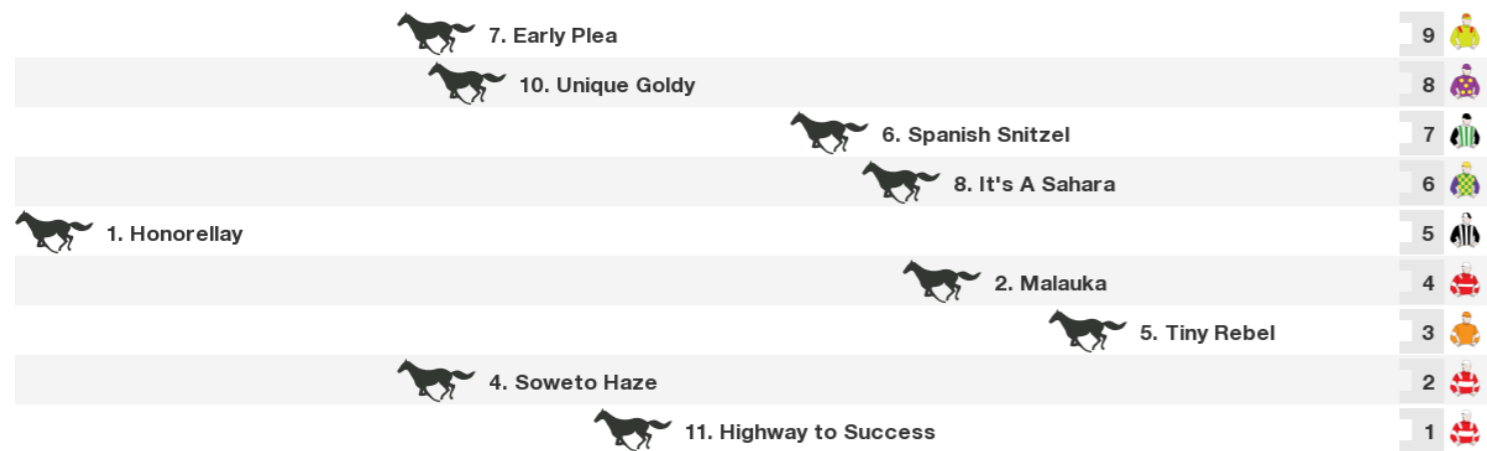 7. Early Plea 9
10. Unique Goldy 8
6. Spanish Snitzel 7
8. It's A Sahara 6
1. Honorellay 5
2. Malauka 4
5. Tiny Rebel 3
4. Soweto Haze 2
11. Highway to Success 1